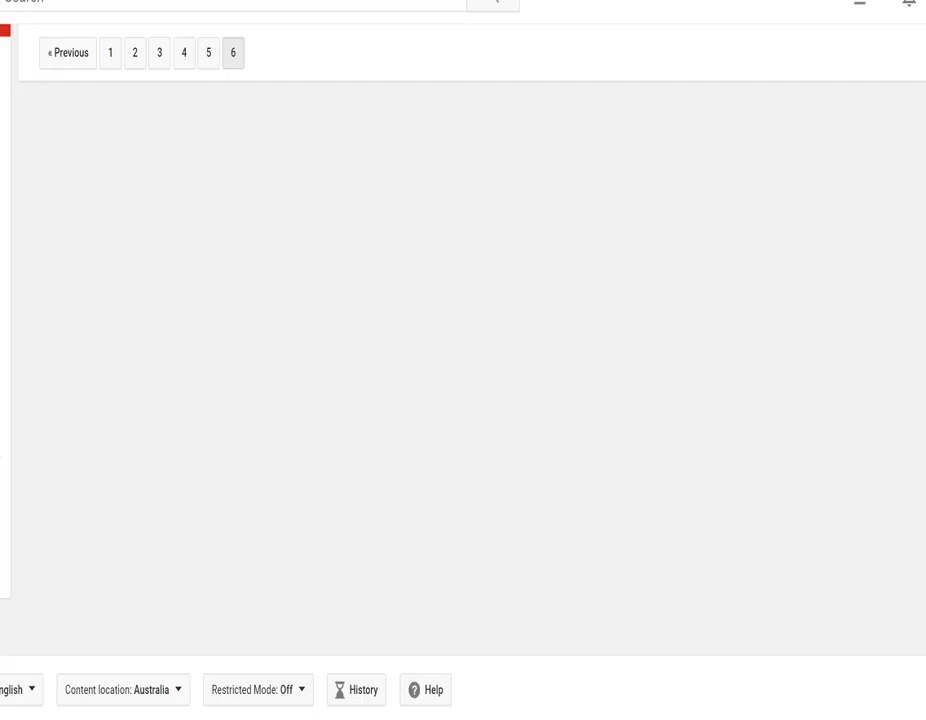 « Previous 1 2 3 4 5 6
Content location: Australia Restricted Mode: Off History Help